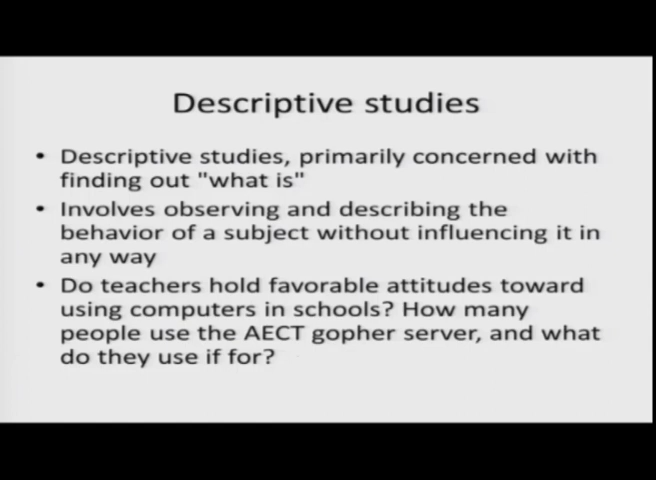 Descriptive studies
• Descriptive studies, primarily concerned with
finding out "what is"
• Involves observing and describing the
behavior of a subject without influencing it in
any way
• Do teachers hold favorable attitudes toward
using computers in schools? How many
people use the AECT gopher server, and what
do they use if for?